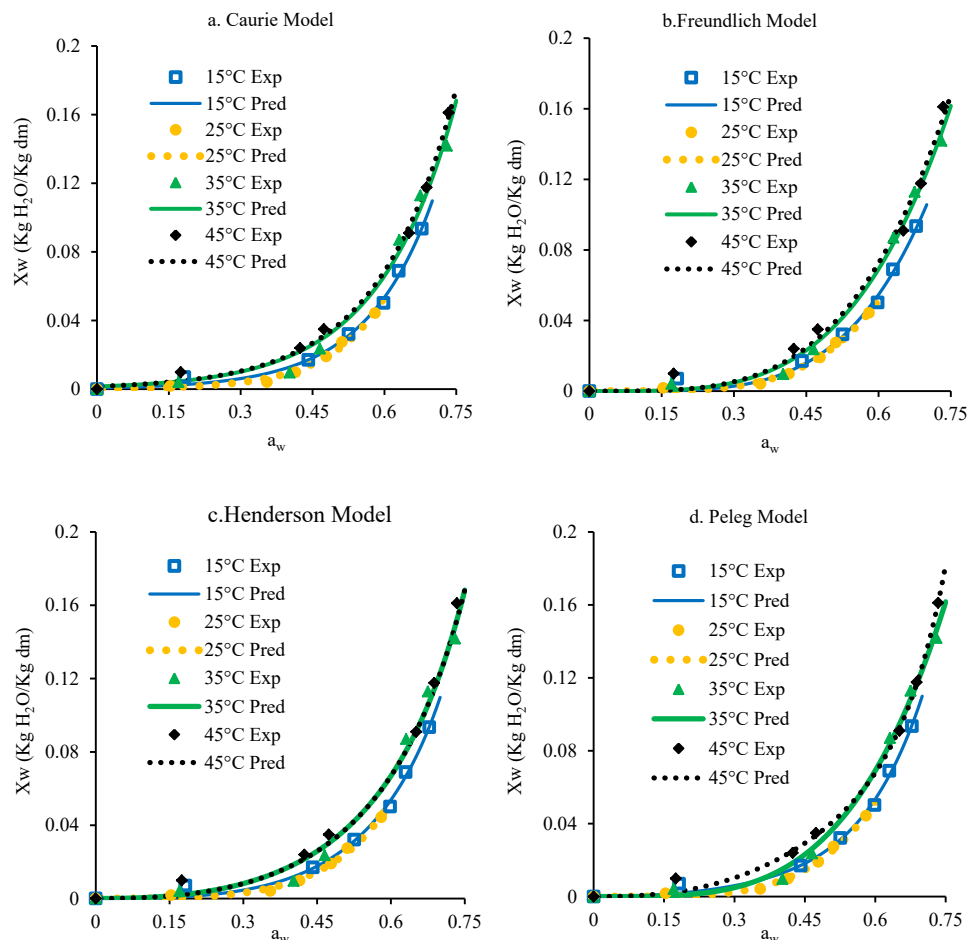 a. Caurie Model
0.2
0.16
0.12
0.08
0.04
0
Xw (Kg H₂O/Kg dm)
15°C Exp
15°C Pred
25°C Exp
25°C Pred
35°C Exp
35°C Pred
45°C Exp
45°C Pred
0 0.15 0.3 0.45 0.6 0.75
a_w
b.Freundlich Model
0.2
0.16
0.12
0.08
0.04
0
Xw (Kg H₂O/Kg dm)
15°C Exp
15°C Pred
25°C Exp
25°C Pred
35°C Exp
35°C Pred
45°C Exp
45°C Pred
0 0.15 0.3 0.45 0.6 0.75
a_w
c.Henderson Model
0.2
0.16
0.12
0.08
0.04
0
Xw (Kg H₂O/Kg dm)
15°C Exp
15°C Pred
25°C Exp
25°C Pred
35°C Exp
35°C Pred
45°C Exp
45°C Pred
0 0.15 0.3 0.45 0.6 0.75
a_w
d. Peleg Model
0.2
0.16
0.12
0.08
0.04
0
Xw (Kg H₂O/Kg dm)
15°C Exp
15°C Pred
25°C Exp
25°C Pred
35°C Exp
35°C Pred
45°C Exp
45°C Pred
0 0.15 0.3 0.45 0.6 0.75
a_w